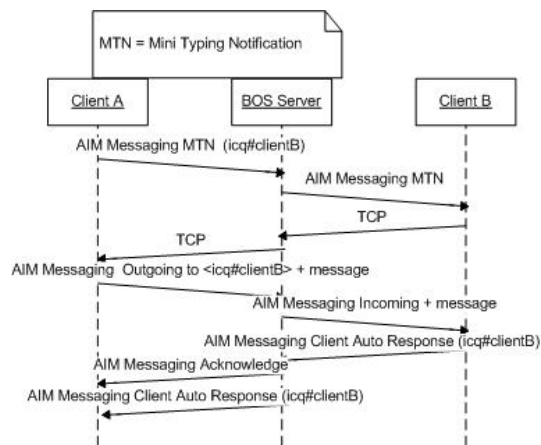 MTN = Mini Typing Notification
Client A
BOS Server
Client B
AIM Messaging MTN (icq#clientB)
AIM Messaging MTN
TCP
TCP
AIM Messaging Outgoing to <icq#clientB> + message
AIM Messaging Incoming + message
AIM Messaging Client Auto Response (icq#clientB)
AIM Messaging Acknowledge
AIM Messaging Client Auto Response (icq#clientB)